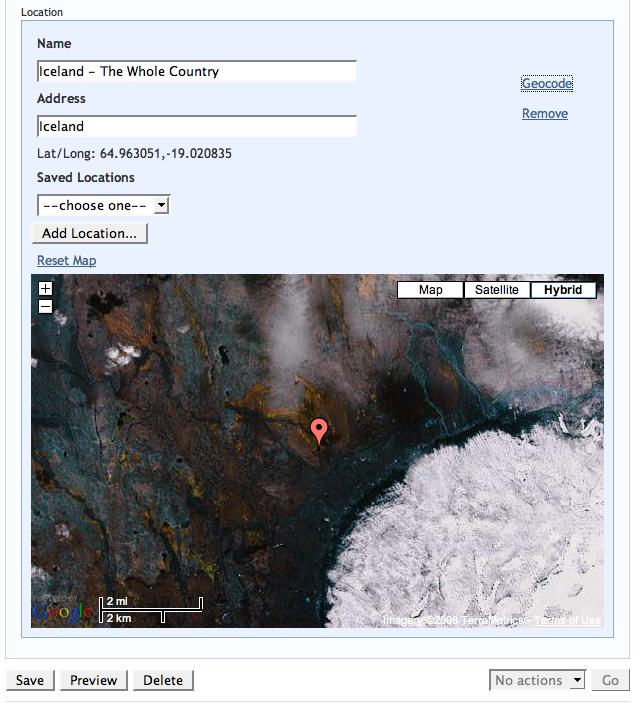 Location
Name
Iceland - The Whole Country
Geocode
Address
Remove
Iceland
Lat/Long: 64.963051,-19.020835
Saved Locations
--choose one--
Add Location...
Reset Map
+
Map Satellite Hybrid
-
POWERED BY
Google
2 mi
2 km
Imagery ©2008 TerraMetrics - Terms of Use
Save Preview Delete No actions Go